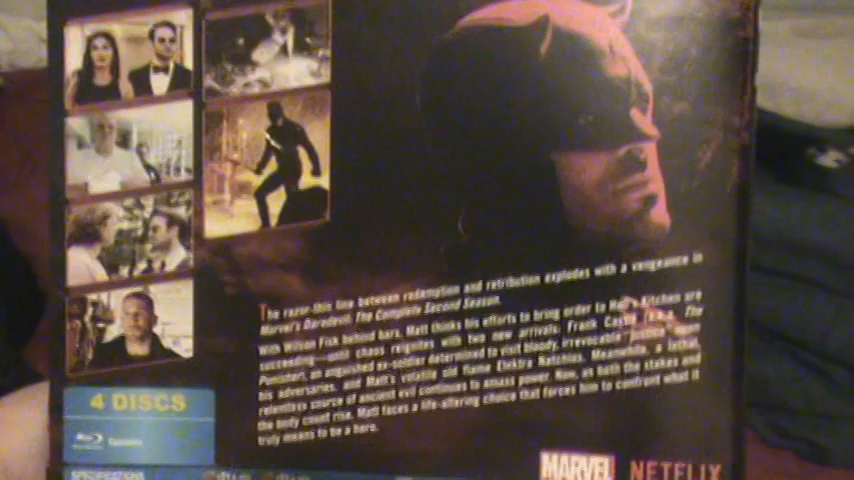 The razor-thin line between redemption and retribution explodes with a vengeance in
Marvel's Daredevil: The Complete Second Season.
With Wilson Fisk behind bars, Matt thinks his efforts to bring order to Hell's Kitchen are
succeeding—until chaos reignites with two new arrivals: Frank Castle (a.k.a. The
Punisher), an anguished ex-soldier determined to visit bloody, irrevocable justice upon
his adversaries, and Matt's volatile old flame Elektra Natchios. Meanwhile, a lethal,
relentless source of ancient evil continues to amass power. Now, as both the stakes and
the body count rise, Matt faces a life-altering choice that forces him to confront what it
truly means to be a hero.
4 DISCS
SPECIFICATIONS
MARVEL NETFLIX